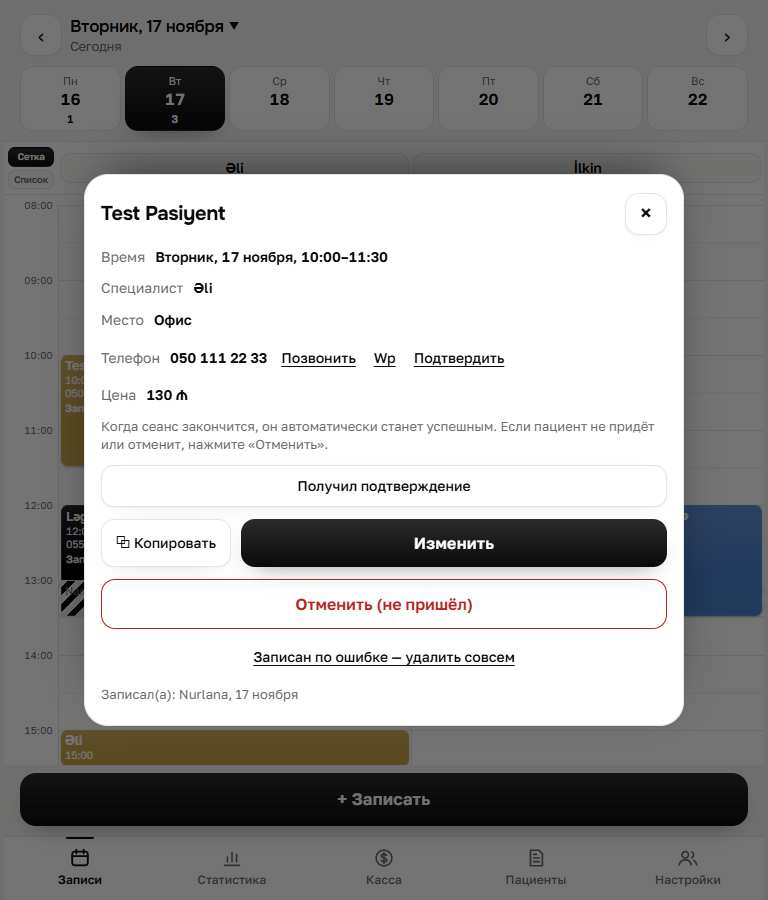 Вторник, 17 ноября ▼
Сегодня
Пн
16
1
Вт
17
3
Ср
18
Чт
19
Пт
20
Сб
21
Вс
22
Сетка
Список
Əli
İlkin
08:00
09:00
10:00
11:00
12:00
13:00
14:00
15:00
Test Pasiyent
×
Время Вторник, 17 ноября, 10:00–11:30
Специалист Əli
Место Офис
Телефон 050 111 22 33 Позвонить Wp Подтвердить
Цена 130 ₼
Когда сеанс закончится, он автоматически станет успешным. Если пациент не придёт
или отменит, нажмите «Отменить».
Получил подтверждение
Копировать
Изменить
Отменить (не пришёл)
Записан по ошибке — удалить совсем
Записал(а): Nurlana, 17 ноября
Əli
15:00
+ Записать
Записи
Статистика
Касса
Пациенты
Настройки